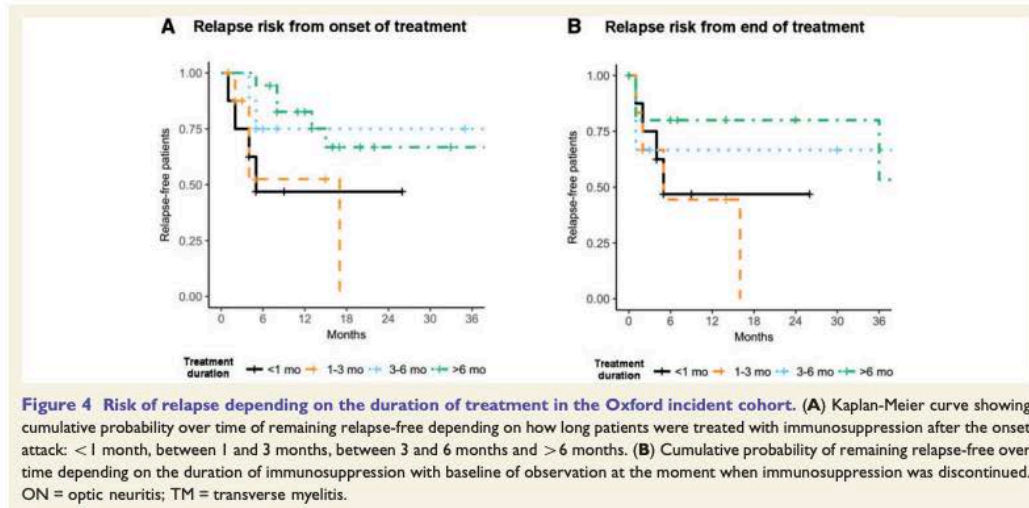 A Relapse risk from onset of treatment
1.00
0.75
0.50
0.25
0.00
Relapse-free patients
0 6 12 18 24 30 36
Months
Treatment duration <1 mo 1-3 mo 3-6 mo >6 mo
B Relapse risk from end of treatment
1.00
0.75
0.50
0.25
0.00
Relapse-free patients
0 6 12 18 24 30 36
Months
Treatment duration <1 mo 1-3 mo 3-6 mo >6 mo
Figure 4 Risk of relapse depending on the duration of treatment in the Oxford incident cohort. (A) Kaplan-Meier curve showing
cumulative probability over time of remaining relapse-free depending on how long patients were treated with immunosuppression after the onset
attack: <1 month, between 1 and 3 months, between 3 and 6 months and >6 months. (B) Cumulative probability of remaining relapse-free over
time depending on the duration of immunosuppression with baseline of observation at the moment when immunosuppression was discontinued.
ON = optic neuritis; TM = transverse myelitis.